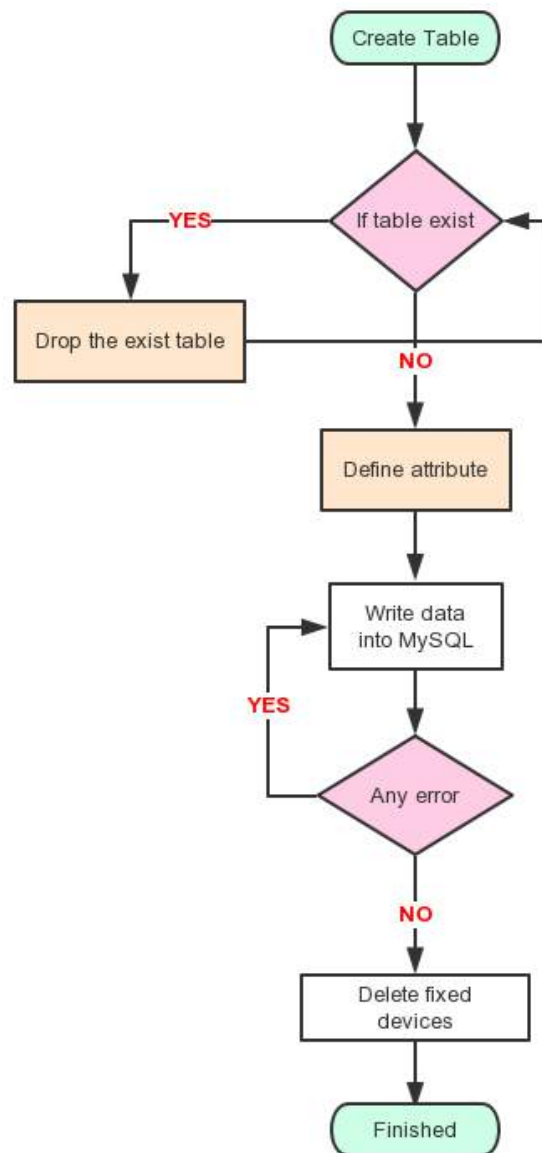 Create Table
If table exist
YES
Drop the exist table
NO
Define attribute
Write data
into MySQL
YES
Any error
NO
Delete fixed
devices
Finished